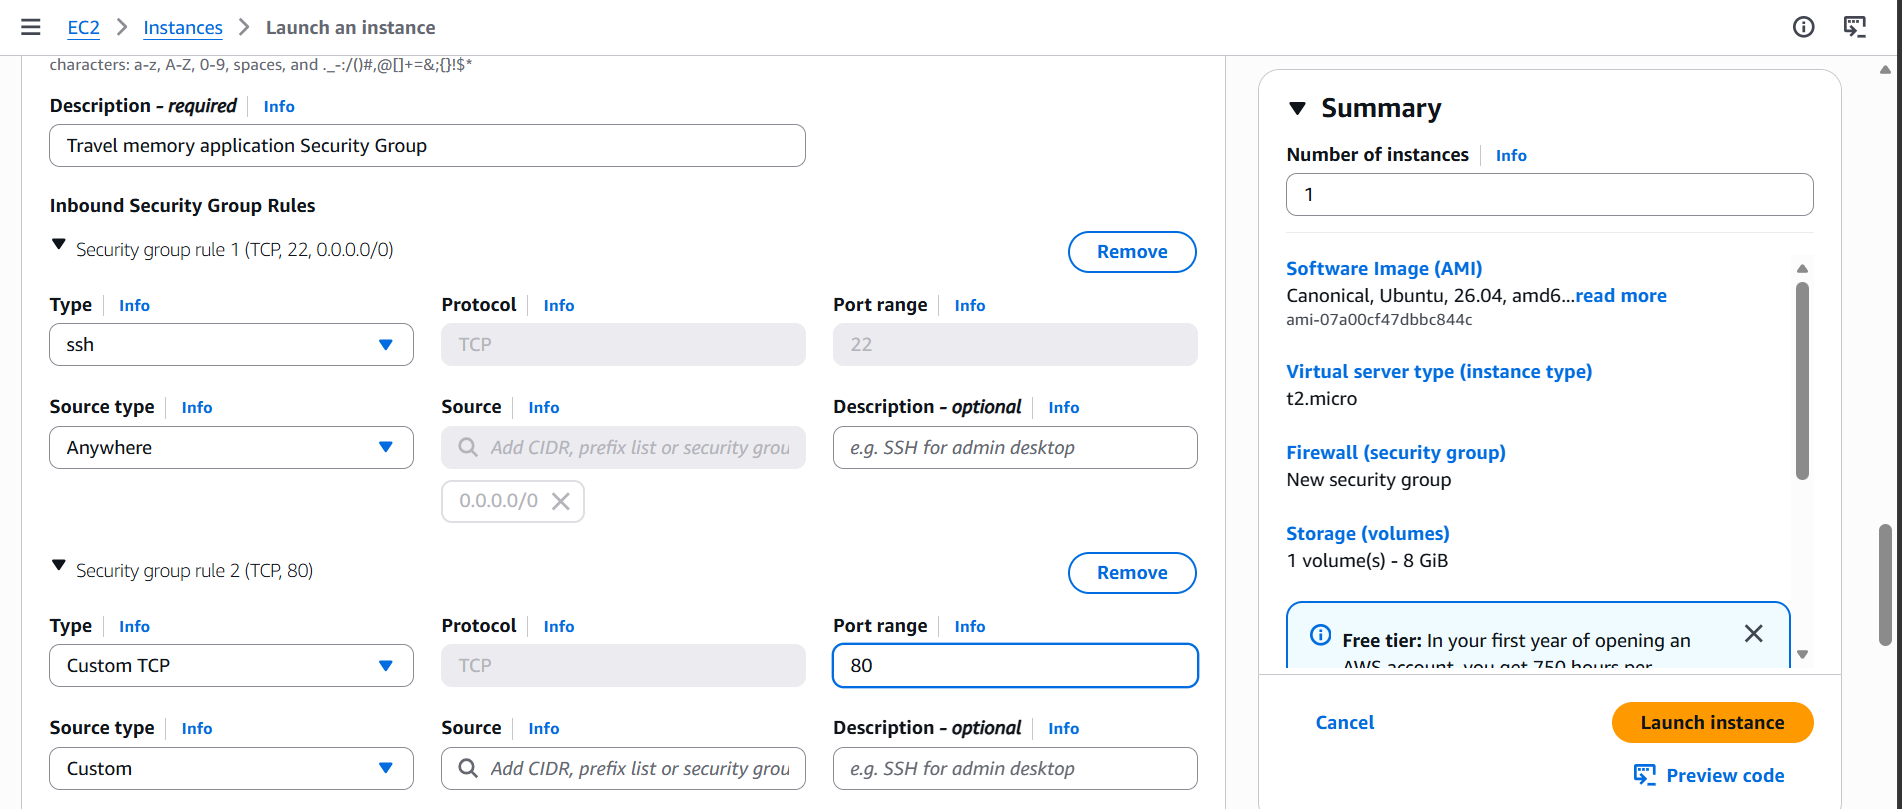 EC2 > Instances > Launch an instance
characters: a-z, A-Z, 0-9, spaces, and ._-:/()#,@[]+=&;{}!$*
Description - required Info
Travel memory application Security Group
Inbound Security Group Rules
Security group rule 1 (TCP, 22, 0.0.0.0/0)
Remove
Type Info
Protocol Info
Port range Info
ssh
TCP
22
Source type Info
Source Info
Description - optional Info
Anywhere
Add CIDR, prefix list or security grou
e.g. SSH for admin desktop
0.0.0.0/0
Security group rule 2 (TCP, 80)
Remove
Type Info
Protocol Info
Port range Info
Custom TCP
TCP
80
Source type Info
Source Info
Description - optional Info
Custom
Add CIDR, prefix list or security grou
e.g. SSH for admin desktop
Summary
Number of instances Info
1
Software Image (AMI)
Canonical, Ubuntu, 26.04, amd6...read more
ami-07a00cf47dbbc844c
Virtual server type (instance type)
t2.micro
Firewall (security group)
New security group
Storage (volumes)
1 volume(s) - 8 GiB
Free tier: In your first year of opening an
AWS account, you get 750 hours per
Cancel
Launch instance
Preview code